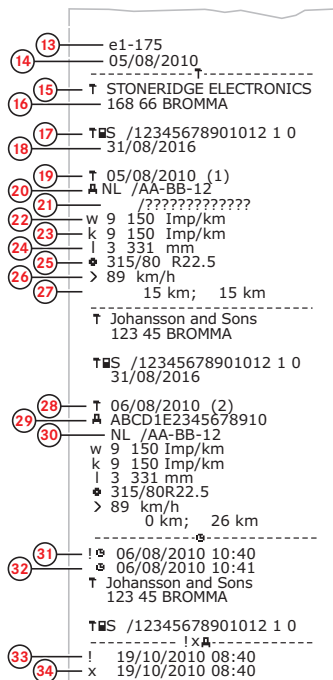 13 e1-175
14 05/08/2010
15 STONERIDGE ELECTRONICS
16 168 66 BROMMA
17 S /12345678901012 1 0
18 31/08/2016
19 05/08/2010 (1)
20 NL /AA-BB-12
21 /?????????????
22 w 9 150 Imp/km
23 k 9 150 Imp/km
24 l 3 331 mm
25 315/80 R22.5
26 > 89 km/h
27 15 km; 15 km
Johansson and Sons
123 45 BROMMA
S /12345678901012 1 0
31/08/2016
28 06/08/2010 (2)
29 ABCD1E2345678910
30 NL /AA-BB-12
w 9 150 Imp/km
k 9 150 Imp/km
l 3 331 mm
315/80R22.5
> 89 km/h
0 km; 26 km
31 ! 06/08/2010 10:40
32 06/08/2010 10:41
Johansson and Sons
123 45 BROMMA
S /12345678901012 1 0
! x
33 ! 19/10/2010 08:40
34 x 19/10/2010 08:40